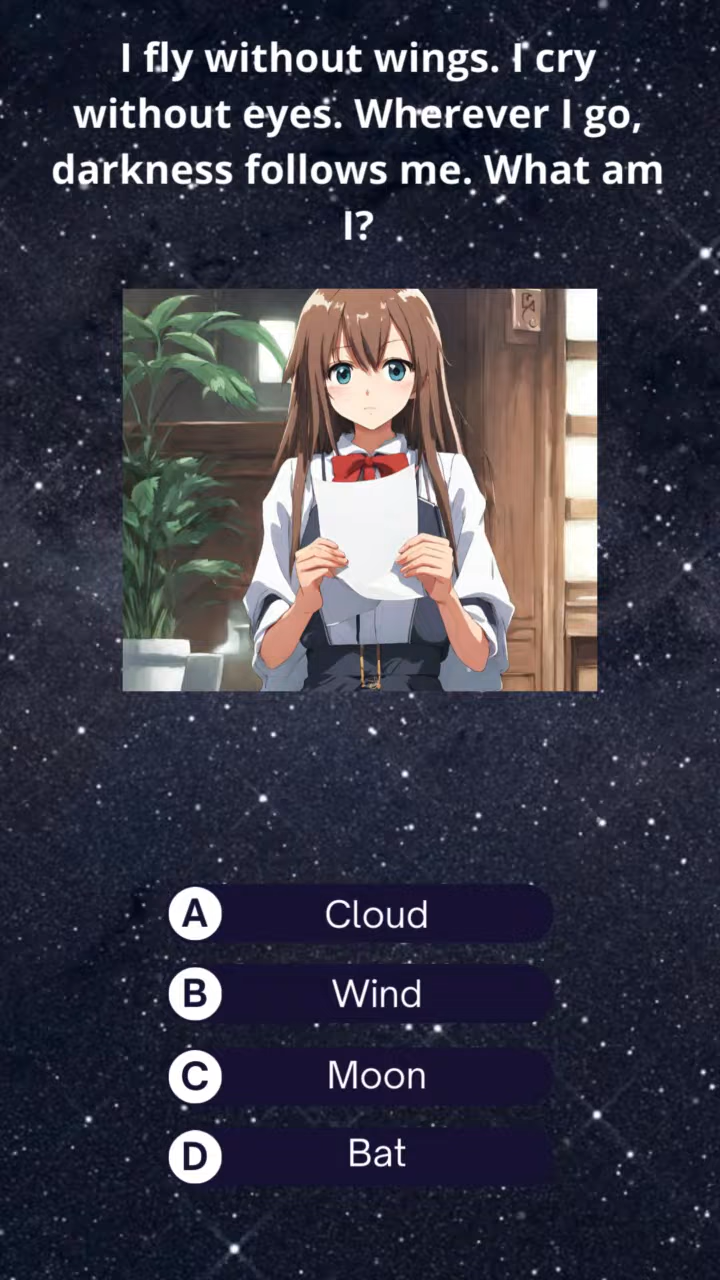 I fly without wings. I cry
without eyes. Wherever I go,
darkness follows me. What am
I?
A Cloud
B Wind
C Moon
D Bat